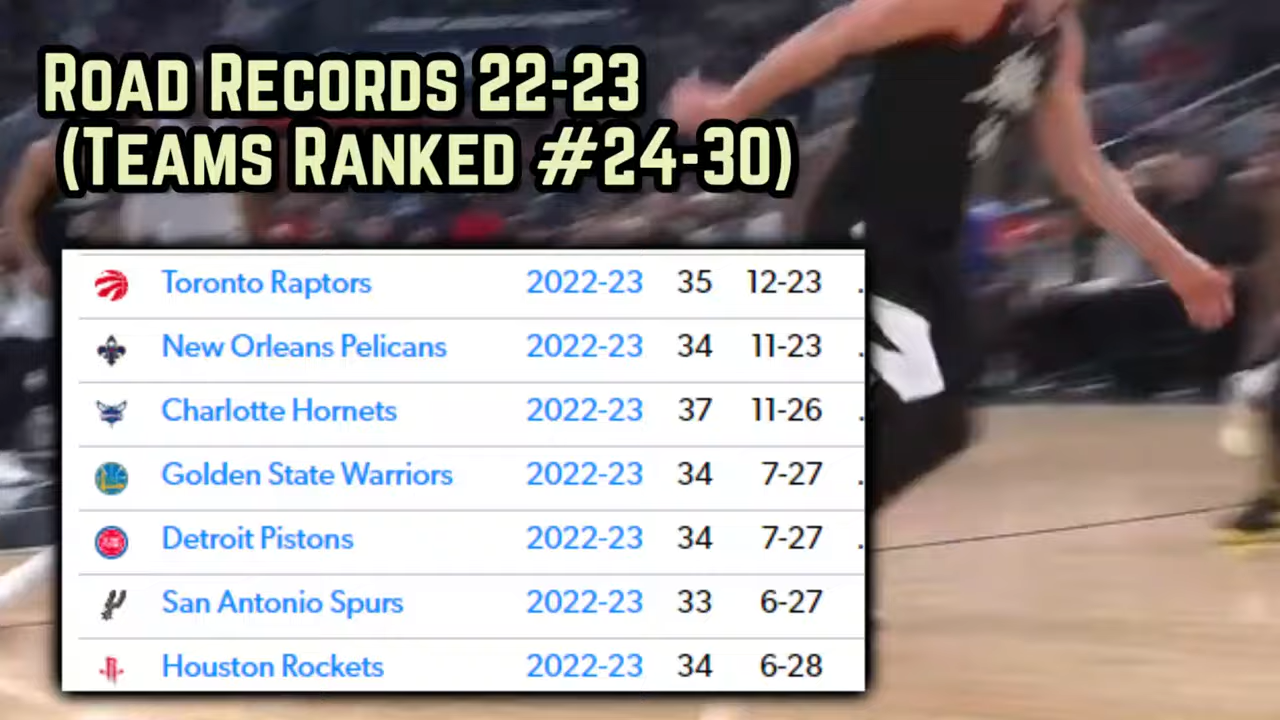 ROAD RECORDS 22-23
(TEAMS RANKED #24-30)
Toronto Raptors 2022-23 35 12-23 .
New Orleans Pelicans 2022-23 34 11-23 .
Charlotte Hornets 2022-23 37 11-26 .
Golden State Warriors 2022-23 34 7-27 .
Detroit Pistons 2022-23 34 7-27 .
San Antonio Spurs 2022-23 33 6-27
Houston Rockets 2022-23 34 6-28